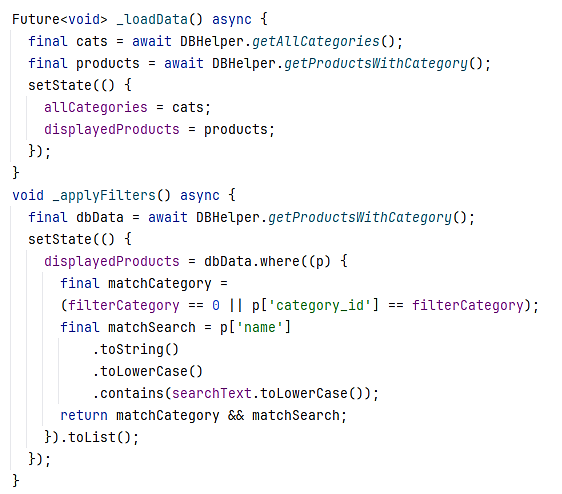 Future<void> _loadData() async {
  final cats = await DBHelper.getAllCategories();
  final products = await DBHelper.getProductsWithCategory();
  setState(() {
    allCategories = cats;
    displayedProducts = products;
  });
}
void _applyFilters() async {
  final dbData = await DBHelper.getProductsWithCategory();
  setState(() {
    displayedProducts = dbData.where((p) {
      final matchCategory =
      (filterCategory == 0 || p['category_id'] == filterCategory);
      final matchSearch = p['name']
          .toString()
          .toLowerCase()
          .contains(searchText.toLowerCase());
      return matchCategory && matchSearch;
    }).toList();
  });
}